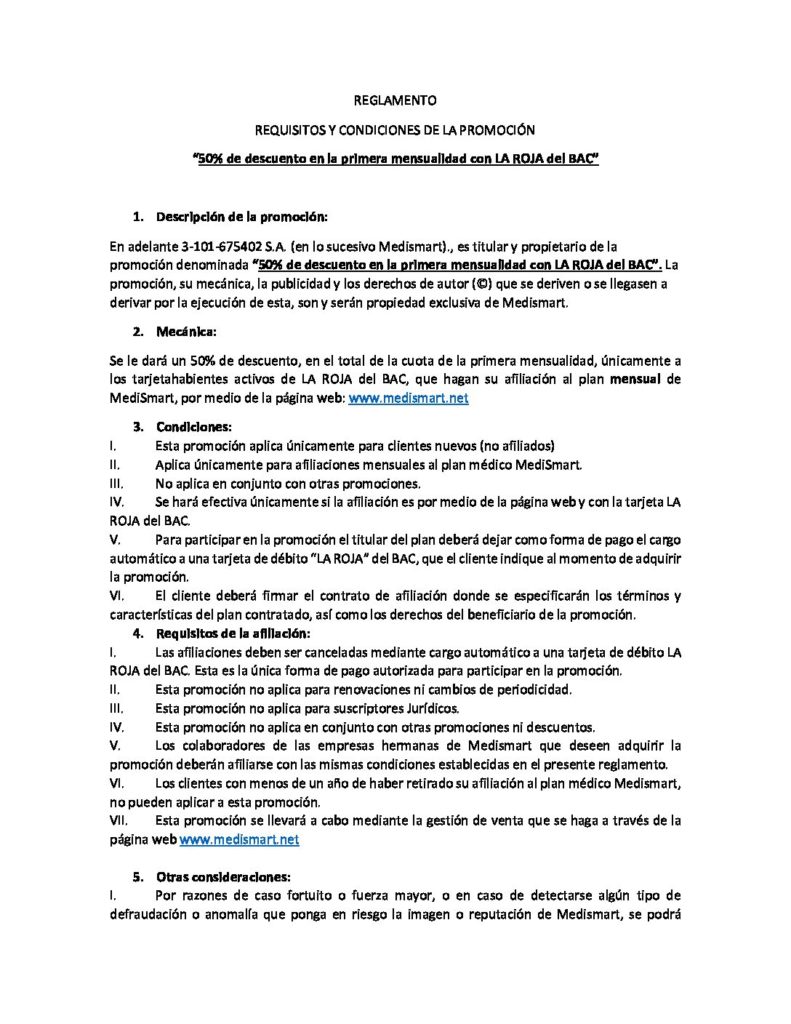 REGLAMENTO
REQUISITOS Y CONDICIONES DE LA PROMOCIÓN
“50% de descuento en la primera mensualidad con LA ROJA del BAC”
1. Descripción de la promoción:
En adelante 3-101-675402 S.A. (en lo sucesivo Medismart)., es titular y propietario de la
promoción denominada “50% de descuento en la primera mensualidad con LA ROJA del BAC”. La
promoción, su mecánica, la publicidad y los derechos de autor (©) que se deriven o se llegasen a
derivar por la ejecución de esta, son y serán propiedad exclusiva de Medismart.
2. Mecánica:
Se le dará un 50% de descuento, en el total de la cuota de la primera mensualidad, únicamente a
los tarjetahabientes activos de LA ROJA del BAC, que hagan su afiliación al plan mensual de
MediSmart, por medio de la página web: www.medismart.net
3. Condiciones:
I. Esta promoción aplica únicamente para clientes nuevos (no afiliados)
II. Aplica únicamente para afiliaciones mensuales al plan médico MediSmart.
III. No aplica en conjunto con otras promociones.
IV. Se hará efectiva únicamente si la afiliación es por medio de la página web y con la tarjeta LA
ROJA del BAC.
V. Para participar en la promoción el titular del plan deberá dejar como forma de pago el cargo
automático a una tarjeta de débito “LA ROJA” del BAC, que el cliente indique al momento de adquirir
la promoción.
VI. El cliente deberá firmar el contrato de afiliación donde se especificarán los términos y
características del plan contratado, así como los derechos del beneficiario de la promoción.
4. Requisitos de la afiliación:
I. Las afiliaciones deben ser canceladas mediante cargo automático a una tarjeta de débito LA
ROJA del BAC. Esta es la única forma de pago autorizada para participar en la promoción.
II. Esta promoción no aplica para renovaciones ni cambios de periodicidad.
III. Esta promoción no aplica para suscriptores Jurídicos.
IV. Esta promoción no aplica en conjunto con otras promociones ni descuentos.
V. Los colaboradores de las empresas hermanas de Medismart que deseen adquirir la
promoción deberán afiliarse con las mismas condiciones establecidas en el presente reglamento.
VI. Los clientes con menos de un año de haber retirado su afiliación al plan médico Medismart,
no pueden aplicar a esta promoción.
VII. Esta promoción se llevará a cabo mediante la gestión de venta que se haga a través de la
página web www.medismart.net
5. Otras consideraciones:
I. Por razones de caso fortuito o fuerza mayor, o en caso de detectarse algún tipo de
defraudación o anomalía que ponga en riesgo la imagen o reputación de Medismart, se podrá